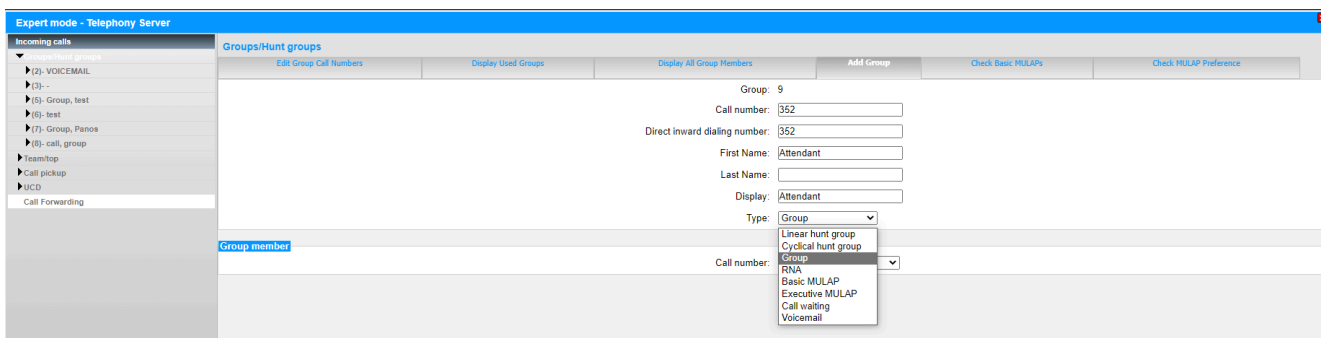 Expert mode - Telephony Server
Incoming calls
Groups/Hunt groups
(2)- VOICEMAIL
(3)- -
(5)- Group, test
(6)- test
(7)- Group, Panos
(8)- call, group
Team/top
Call pickup
UCD
Call Forwarding
Groups/Hunt groups
Edit Group Call Numbers Display Used Groups Display All Group Members Add Group Check Basic MULAPs Check MULAP Preference
Group: 9
Call number: 352
Direct inward dialing number: 352
First Name: Attendant
Last Name:
Display: Attendant
Type: Group
Linear hunt group
Cyclical hunt group
Group
RNA
Basic MULAP
Executive MULAP
Call waiting
Voicemail
Group member
Call number: